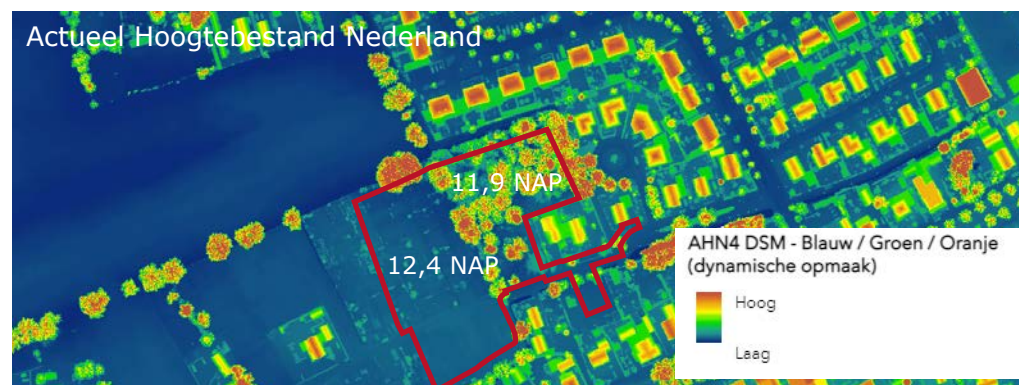 Actueel Hoogtebestand Nederland
11,9 NAP
12,4 NAP
AHN4 DSM - Blauw / Groen / Oranje
(dynamische opmaak)
Hoog
Laag